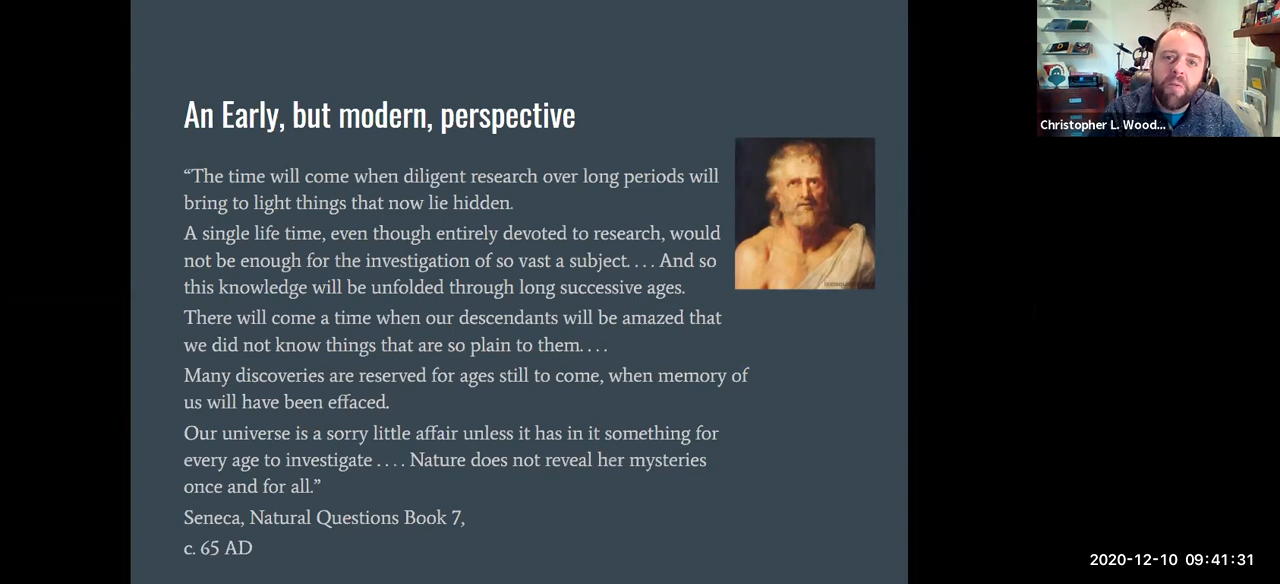 An Early, but modern, perspective
“The time will come when diligent research over long periods will
bring to light things that now lie hidden.
A single life time, even though entirely devoted to research, would
not be enough for the investigation of so vast a subject. . . . And so
this knowledge will be unfolded through long successive ages.
There will come a time when our descendants will be amazed that
we did not know things that are so plain to them. . . .
Many discoveries are reserved for ages still to come, when memory of
us will have been effaced.
Our universe is a sorry little affair unless it has in it something for
every age to investigate . . . . Nature does not reveal her mysteries
once and for all.”
Seneca, Natural Questions Book 7,
c. 65 AD
Christopher L. Wood...
2020-12-10 09:41:31